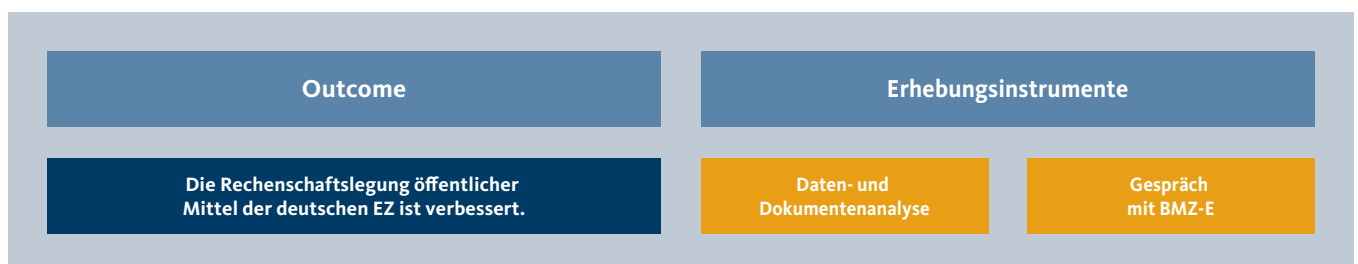 Outcome
Erhebungsinstrumente
Die Rechenschaftslegung öffentlicher
Mittel der deutschen EZ ist verbessert.
Daten- und
Dokumentenanalyse
Gespräch
mit BMZ-E